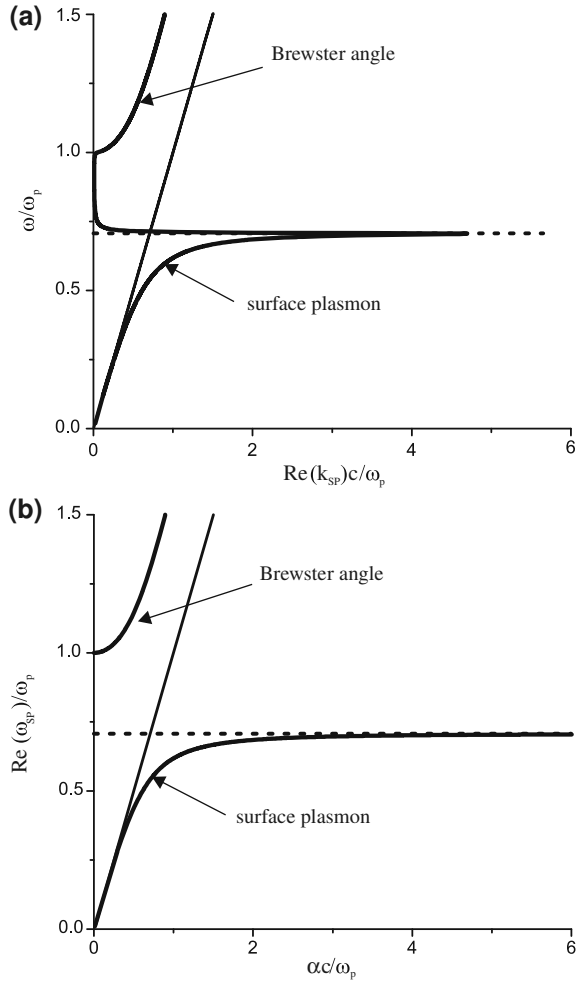 (a)
1.5
Brewster angle
1.0
ω/ωp
0.5
surface plasmon
0.0
0 2 4 6
Re(kSP)c/ωp
(b)
1.5
Brewster angle
1.0
Re(ωSP)/ωp
0.5
surface plasmon
0.0
0 2 4 6
αc/ωp